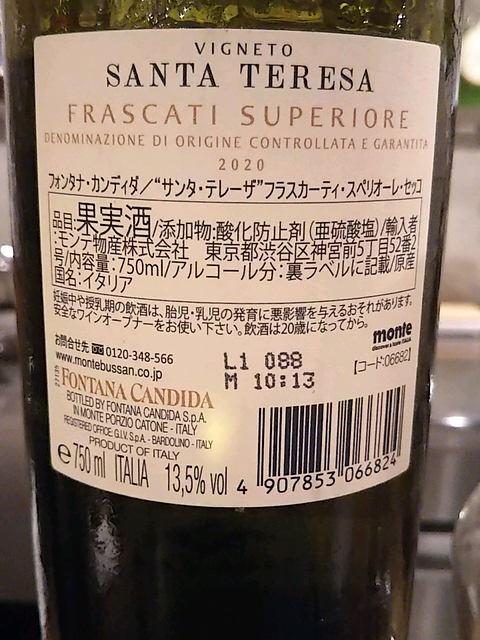 VIGNETO
SANTA TERESA
FRASCATI SUPERIORE
DENOMINAZIONE DI ORIGINE CONTROLLATA E GARANTITA
2020
フォンタナ・カンディダ/“サンタ・テレーザ”フラスカーティ・スペリオーレ・セッコ
品目:果実酒/添加物:酸化防止剤(亜硫酸塩)/輸入者
:モンテ物産株式会社 東京都渋谷区神宮前5丁目52番2
号/内容量:750ml/アルコール分:裏ラベルに記載/原産
国名:イタリア
妊娠中や授乳期の飲酒は、胎児・乳児の発育に悪影響を与えるおそれがあります。
安全なワインオープナーをお使い下さい。飲酒は20歳になってから。
monte
discover a taste ITALIA
お問合せ先 0120-348-566
www.montebussan.co.jp
[コード:06682]
L1 088
M 10:13
FONTANA CANDIDA
BOTTLED BY FONTANA CANDIDA S.p.A.
IN MONTE PORZIO CATONE - ITALY
REGISTERED OFFICE: G.I.V. S.p.A. - BARDOLINO - ITALY
PRODUCT OF ITALY
e 750 ml ITALIA 13,5% vol
4 907853 066824